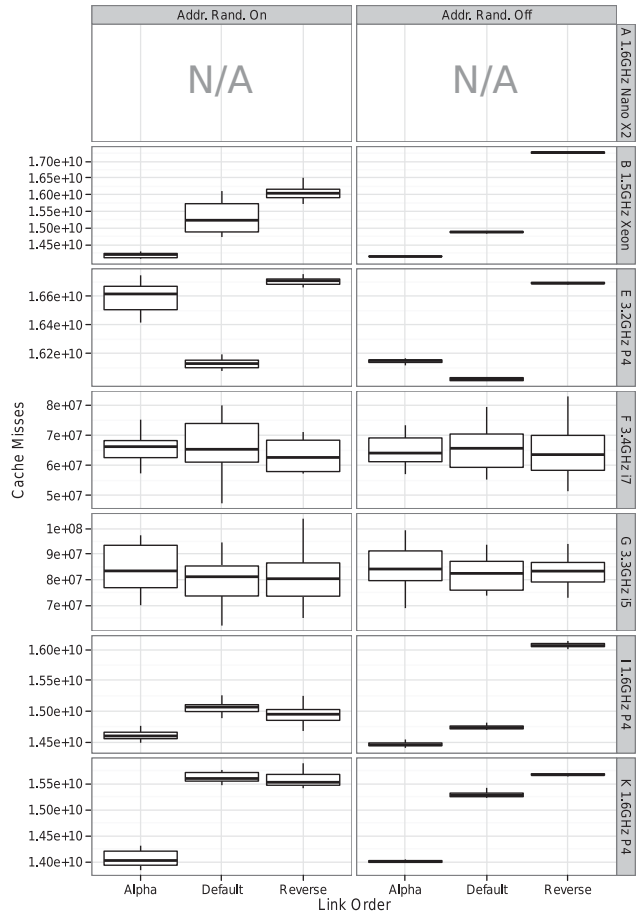 Addr. Rand. On
Addr. Rand. Off
N/A
N/A
A 1.6GHz Nano X2
1.70e+10
1.65e+10
1.60e+10
1.55e+10
1.50e+10
1.45e+10
B 1.5GHz Xeon
1.66e+10
1.64e+10
1.62e+10
E 3.2GHz P4
Cache Misses
8e+07
7e+07
6e+07
5e+07
F 3.4GHz i7
1e+08
9e+07
8e+07
7e+07
G 3.3GHz i5
1.60e+10
1.55e+10
1.50e+10
1.45e+10
I 1.6GHz P4
1.55e+10
1.50e+10
1.45e+10
1.40e+10
K 1.6GHz P4
Alpha
Default
Reverse
Alpha
Default
Reverse
Link Order